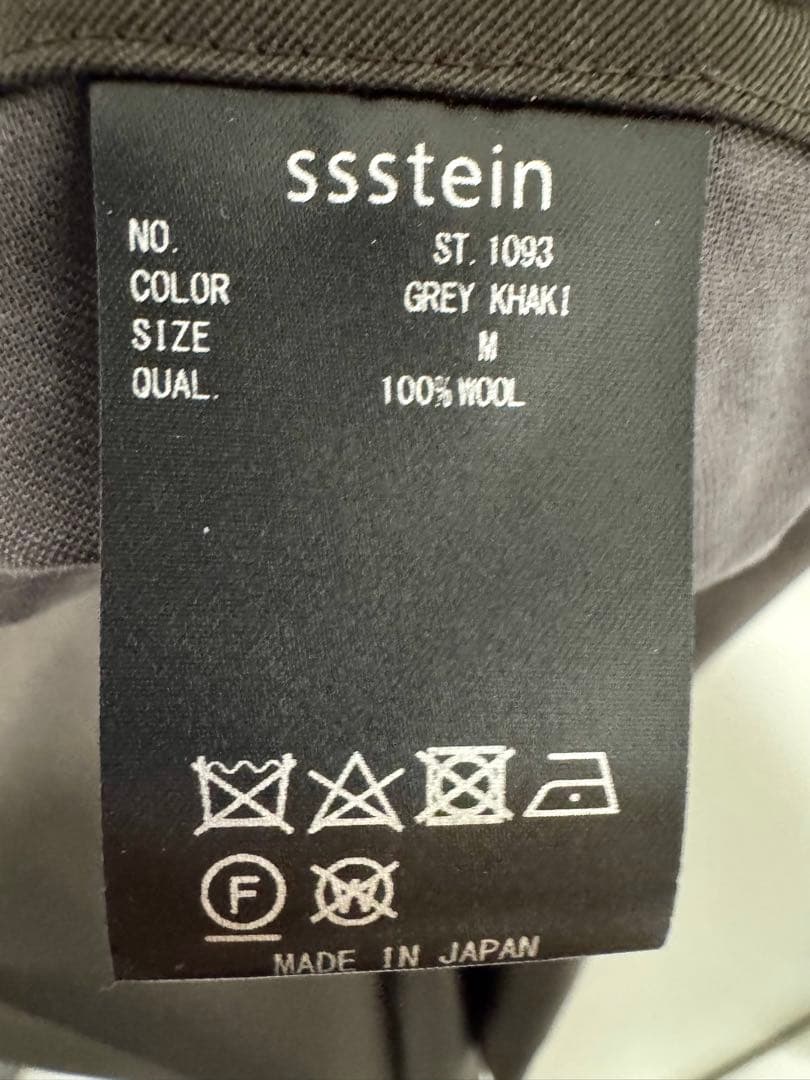 ssstein
NO. ST.1093
COLOR GREY KHAKI
SIZE M
QUAL. 100% WOOL
F W
MADE IN JAPAN